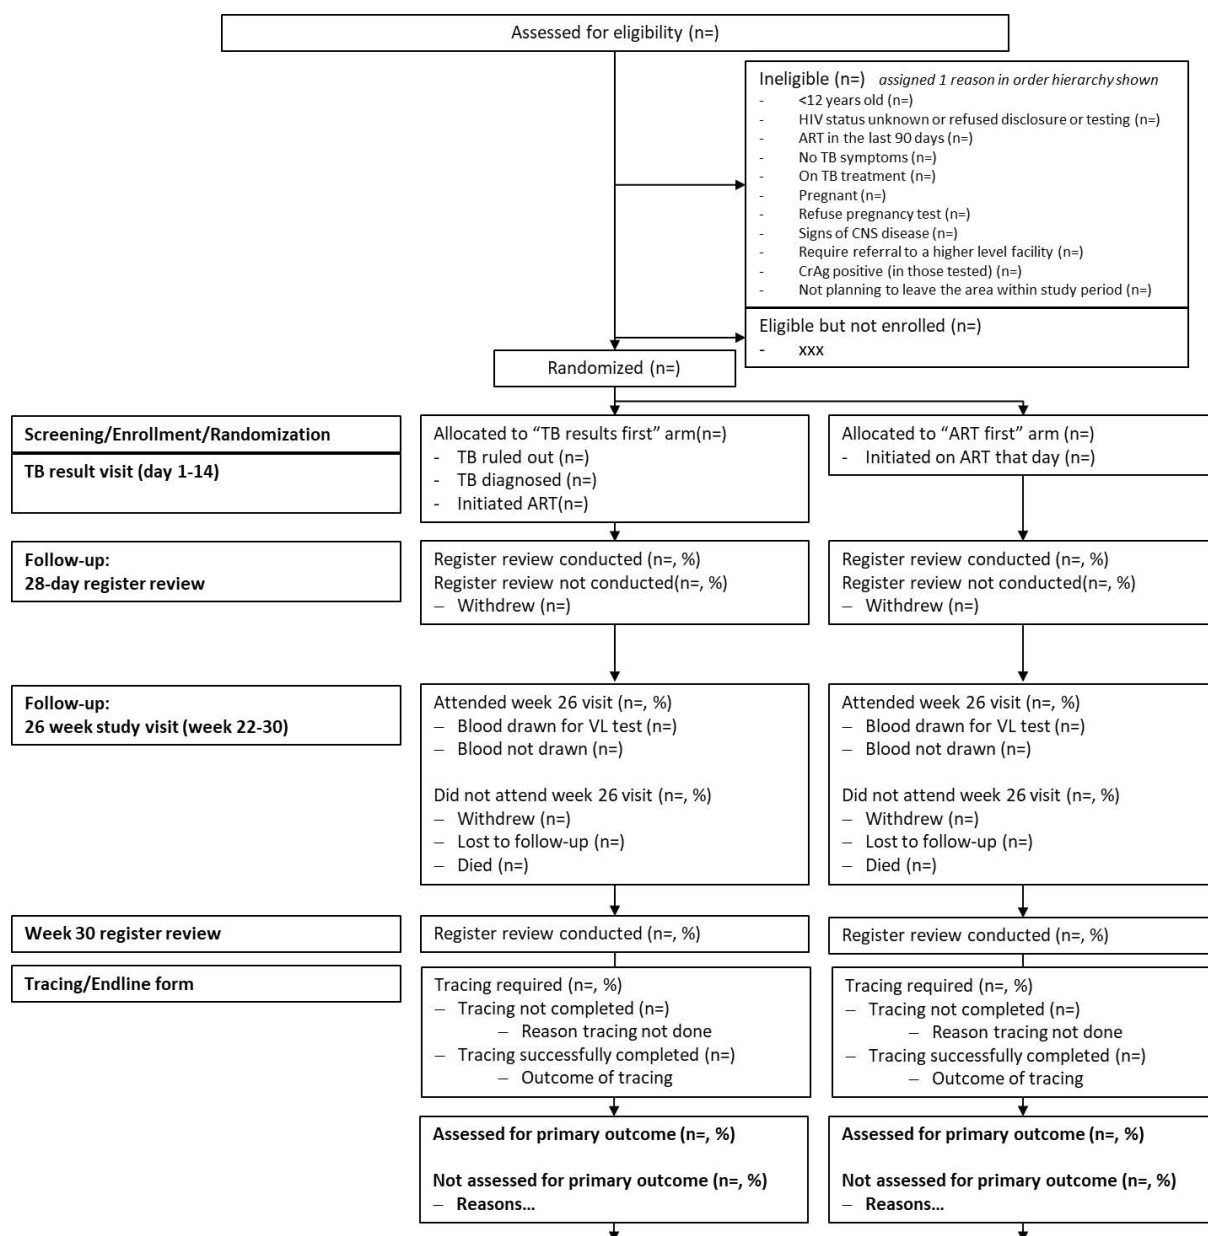 Assessed for eligibility (n=)
Ineligible (n=) assigned 1 reason in order hierarchy shown
- <12 years old (n=)
- HIV status unknown or refused disclosure or testing (n=)
- ART in the last 90 days (n=)
- No TB symptoms (n=)
- On TB treatment (n=)
- Pregnant (n=)
- Refuse pregnancy test (n=)
- Signs of CNS disease (n=)
- Require referral to a higher level facility (n=)
- CrAg positive (in those tested) (n=)
- Not planning to leave the area within study period (n=)
Eligible but not enrolled (n=)
- xxx
Randomized (n=)
Screening/Enrollment/Randomization
TB result visit (day 1-14)
Allocated to “TB results first” arm(n=)
- TB ruled out (n=)
- TB diagnosed (n=)
- Initiated ART(n=)
Allocated to “ART first” arm (n=)
- Initiated on ART that day (n=)
Follow-up:
28-day register review
Register review conducted (n=, %)
Register review not conducted(n=, %)
– Withdrew (n=)
Register review conducted (n=, %)
Register review not conducted(n=, %)
– Withdrew (n=)
Follow-up:
26 week study visit (week 22-30)
Attended week 26 visit (n=, %)
– Blood drawn for VL test (n=)
– Blood not drawn (n=)
Did not attend week 26 visit (n=, %)
– Withdrew (n=)
– Lost to follow-up (n=)
– Died (n=)
Attended week 26 visit (n=, %)
– Blood drawn for VL test (n=)
– Blood not drawn (n=)
Did not attend week 26 visit (n=, %)
– Withdrew (n=)
– Lost to follow-up (n=)
– Died (n=)
Week 30 register review
Register review conducted (n=, %)
Register review conducted (n=, %)
Tracing/Endline form
Tracing required (n=, %)
– Tracing not completed (n=)
– Reason tracing not done
– Tracing successfully completed (n=)
– Outcome of tracing
Tracing required (n=, %)
– Tracing not completed (n=)
– Reason tracing not done
– Tracing successfully completed (n=)
– Outcome of tracing
Assessed for primary outcome (n=, %)
Not assessed for primary outcome (n=, %)
– Reasons…
Assessed for primary outcome (n=, %)
Not assessed for primary outcome (n=, %)
– Reasons…